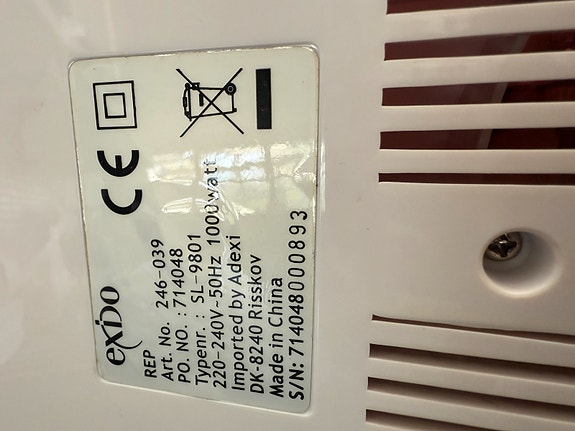 exido
REP
Art. No. 246-039
PO. NO. : 714048
Typenr. : SL-9801
220-240V~50Hz 1000watt
Imported by Adexi
DK-8240 Risskov
Made in China
S/N: 714048000893
CE